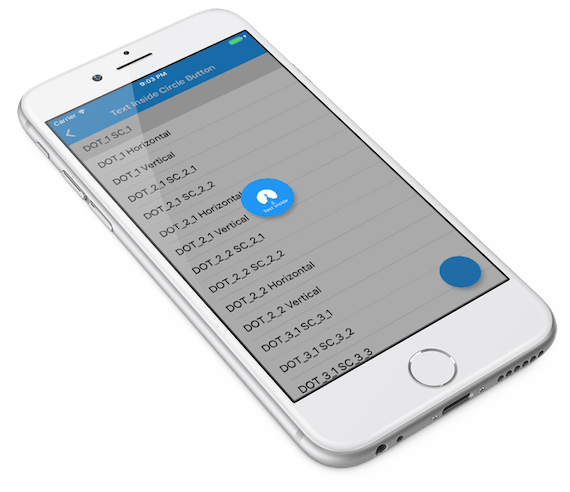 Carrier 9:03 PM
Text Inside Circle Button
DOT_1 SC_1
DOT_1 Horizontal
DOT_1 Vertical
DOT_2_1 SC_2_1
DOT_2_1 SC_2_2
DOT_2_1 Horizontal
DOT_2_1 Vertical
DOT_2_2 SC_2_1
DOT_2_2 SC_2_2
DOT_2_2 Horizontal
DOT_2_2 Vertical
DOT_3_1 SC_3_1
DOT_3_1 SC_3_2
DOT_3_1 SC_3_3
Text Inside